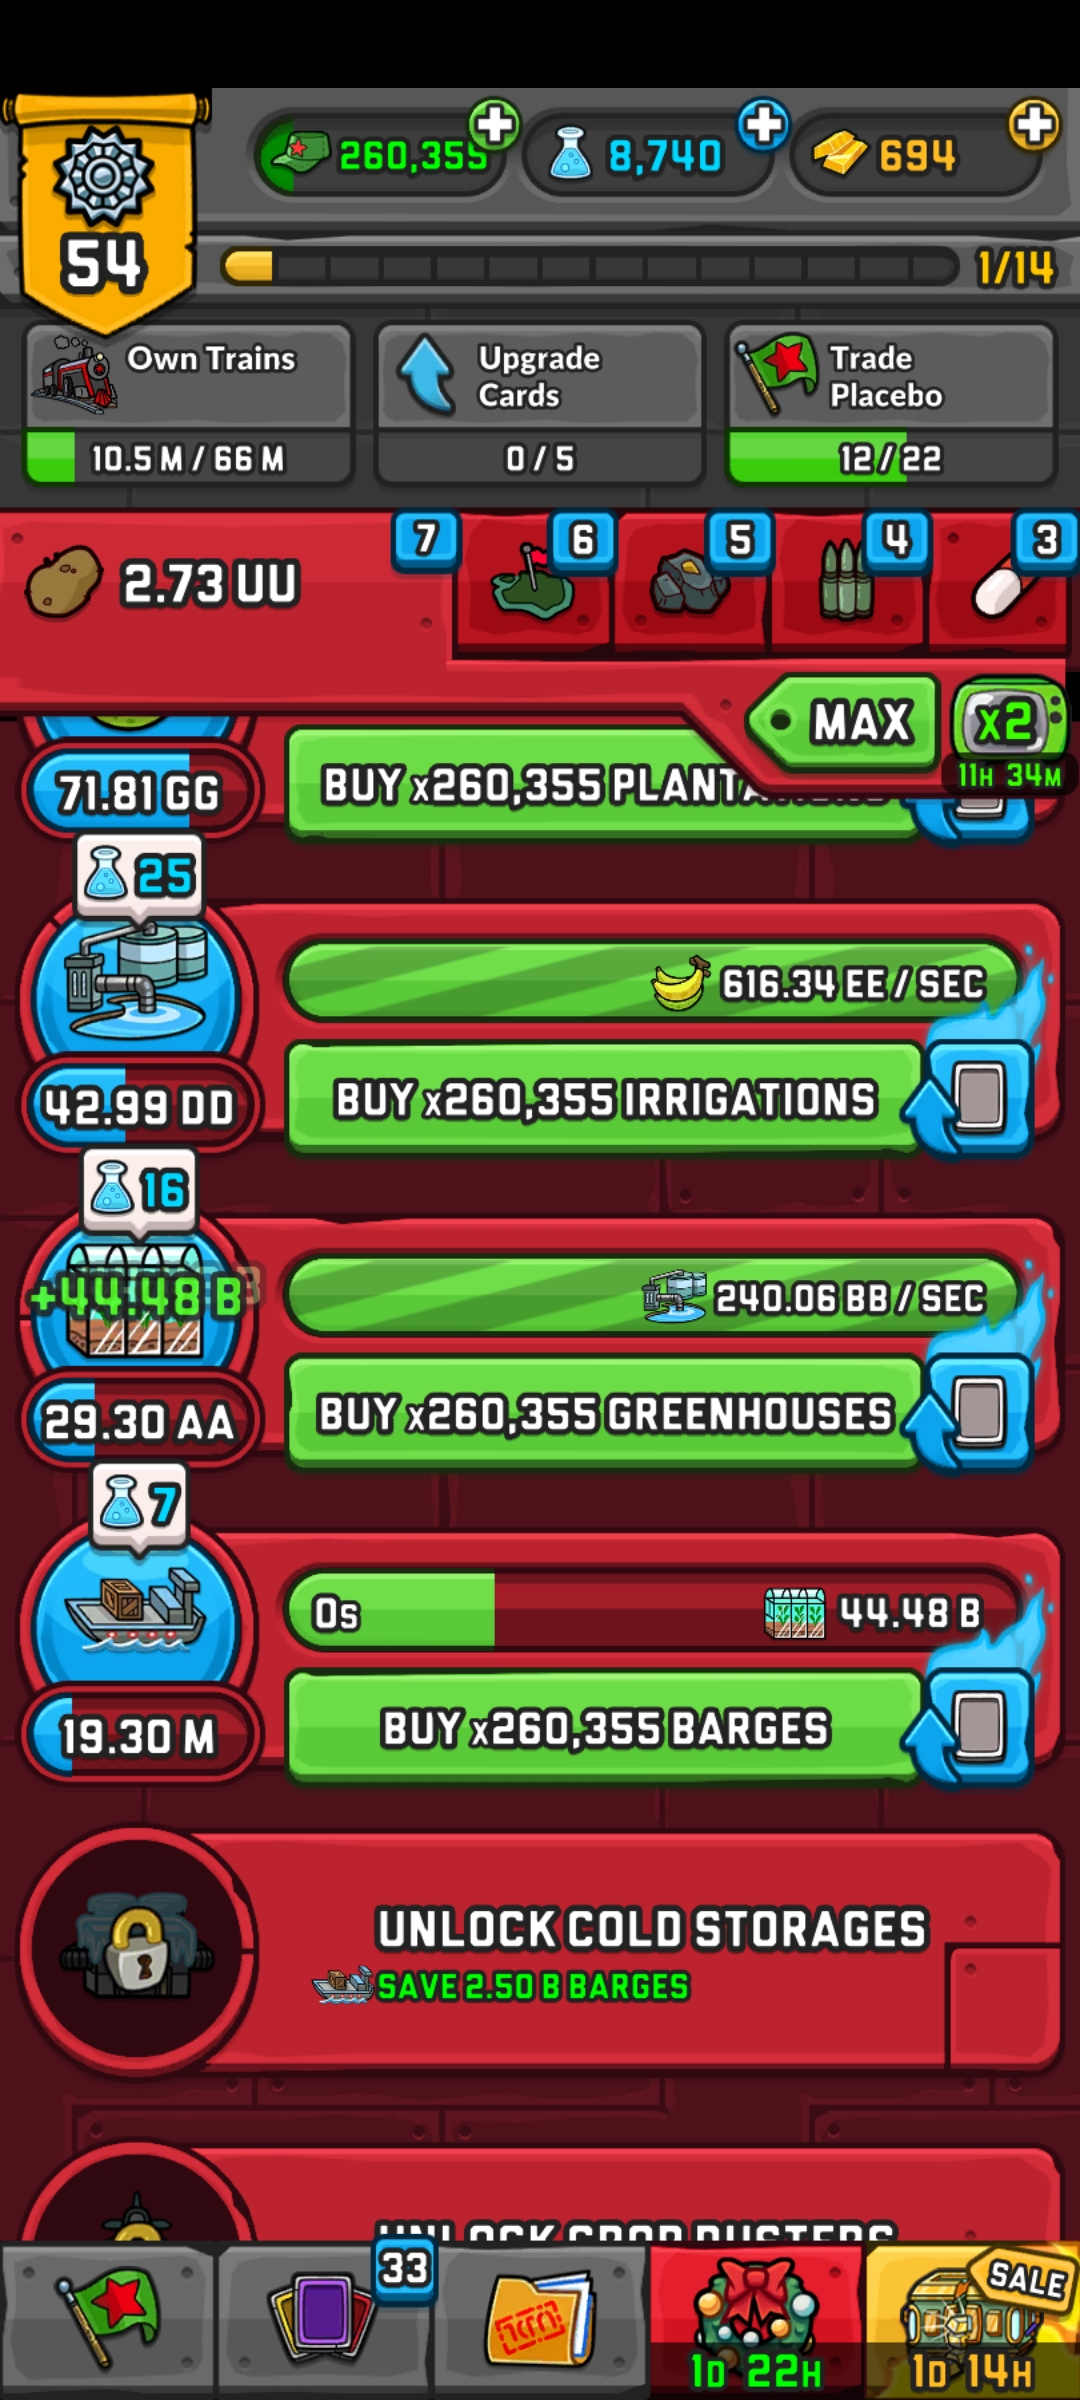 260,355
8,740
694
54
1/14
Own Trains
10.5 M / 66 M
Upgrade
Cards
0 / 5
Trade
Placebo
12 / 22
2.73 UU
7
6
5
4
3
MAX
x2
11H 34M
71.81 GG
BUY x260,355
25
616.34 EE / SEC
42.99 DD
BUY x260,355 IRRIGATIONS
16
+44.48 B
240.06 BB / SEC
29.30 AA
BUY x260,355 GREENHOUSES
7
0s
44.48 B
19.30 M
BUY x260,355 BARGES
UNLOCK COLD STORAGES
SAVE 2.50 B BARGES
UNLOCK CROP DUSTERS
33
1D 22H
SALE
1D 14H